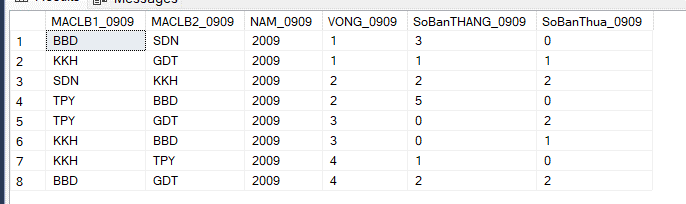 Messages
MACLB1_0909 MACLB2_0909 NAM_0909 VONG_0909 SoBanTHANG_0909 SoBanThua_0909
1 BBD SDN 2009 1 3 0
2 KKH GDT 2009 1 1 1
3 SDN KKH 2009 2 2 2
4 TPY BBD 2009 2 5 0
5 TPY GDT 2009 3 0 2
6 KKH BBD 2009 3 0 1
7 KKH TPY 2009 4 1 0
8 BBD GDT 2009 4 2 2